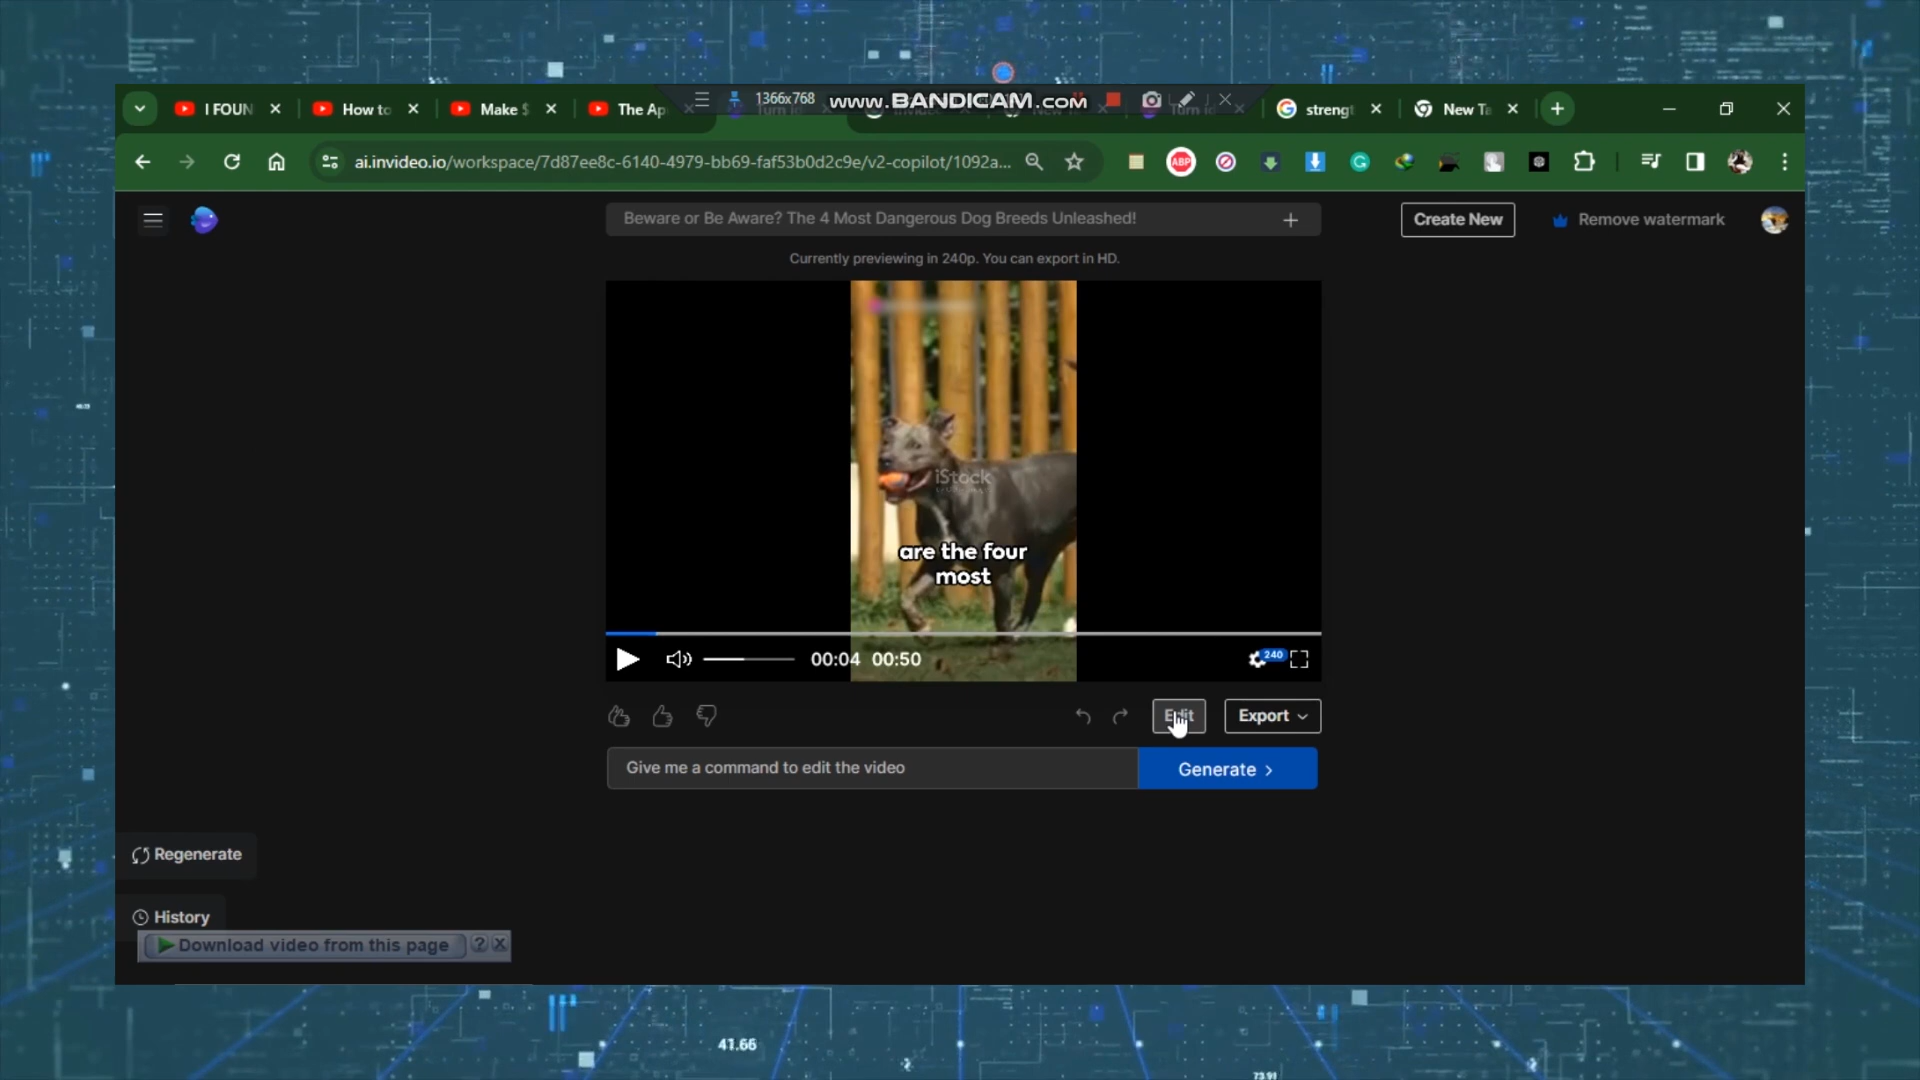 I FOUN
How to
Make $
The Ap
1366x768
www.BANDICAM.com
strengt
New Ta
ai.invideo.io/workspace/7d87ee8c-6140-4979-bb69-faf53b0d2c9e/v2-copilot/1092a...
ABP
Beware or Be Aware? The 4 Most Dangerous Dog Breeds Unleashed!
Create New
Remove watermark
Currently previewing in 240p. You can export in HD.
iStock
are the four
most
00:04 00:50
240
Edit
Export
Give me a command to edit the video
Generate >
Regenerate
History
Download video from this page
?
41.66
73.91